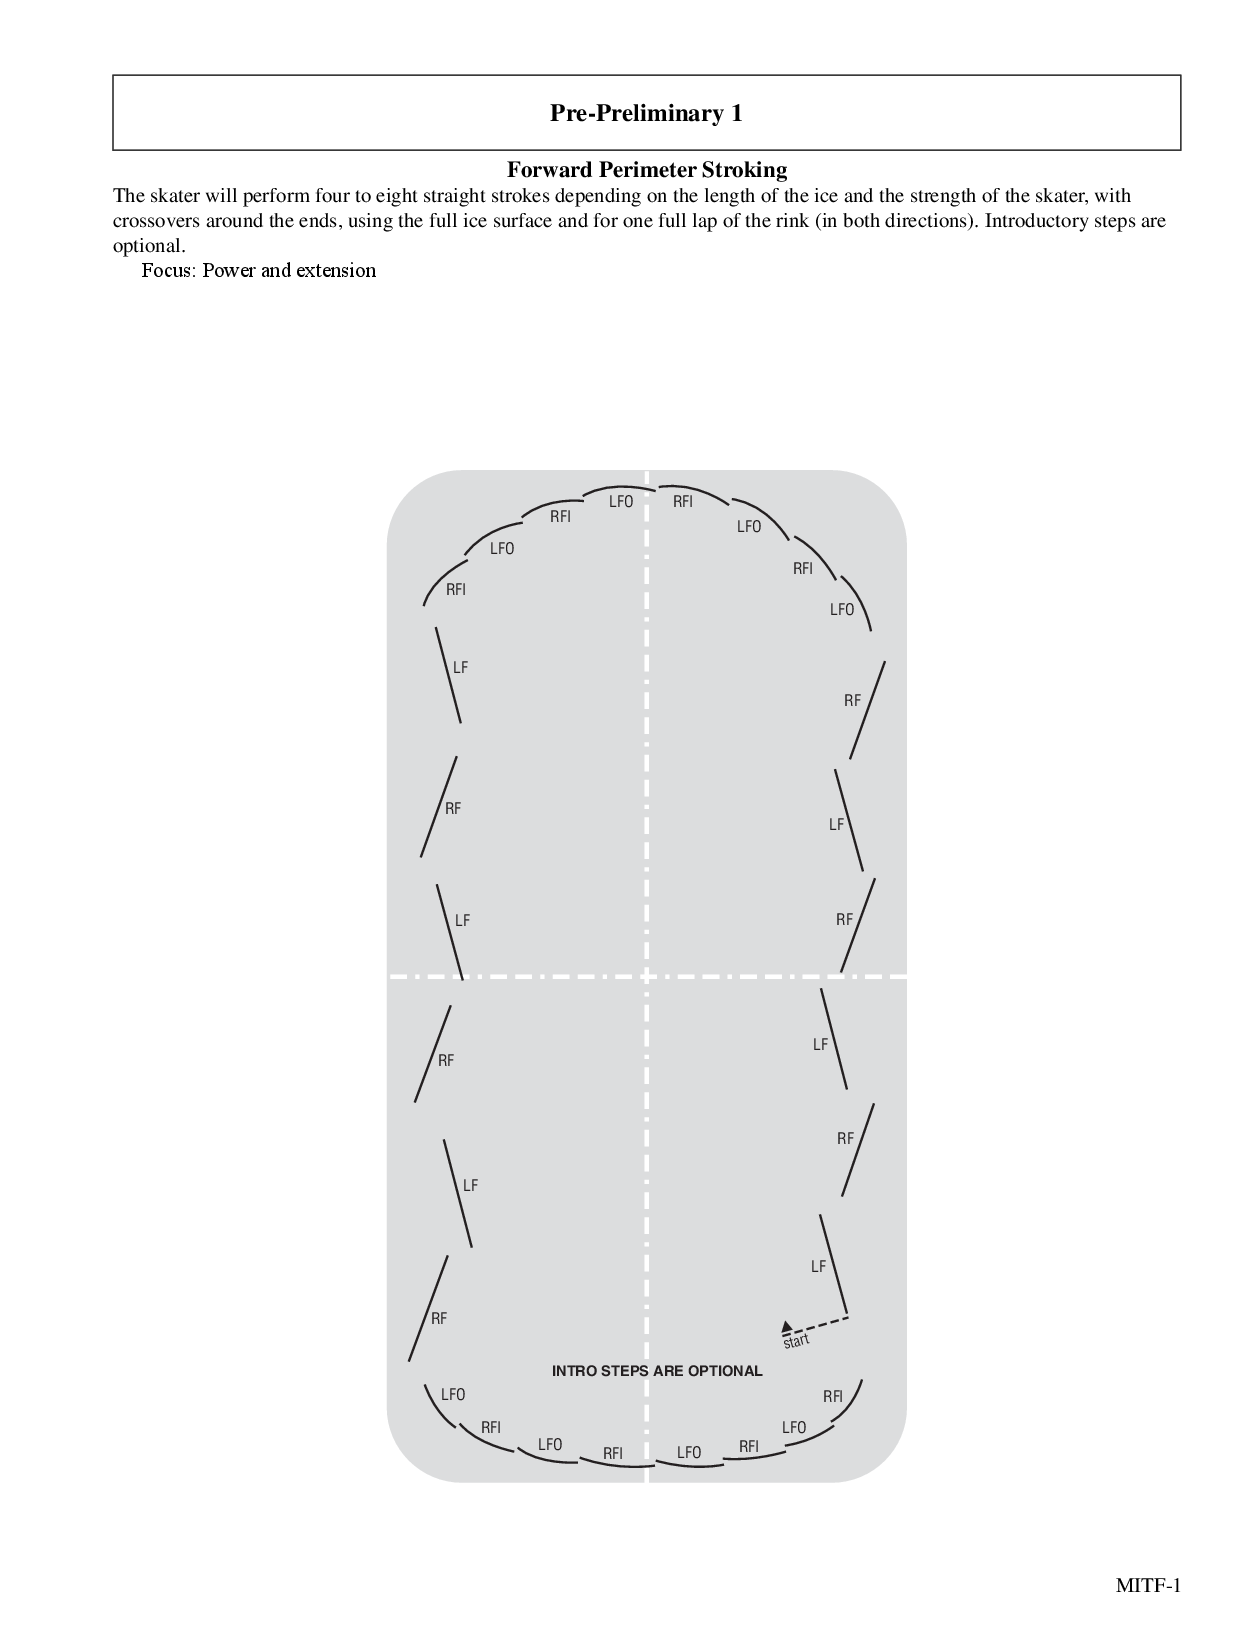 Pre-Preliminary 1
Forward Perimeter Stroking
The skater will perform four to eight straight strokes depending on the length of the ice and the strength of the skater, with
crossovers around the ends, using the full ice surface and for one full lap of the rink (in both directions). Introductory steps are
optional.
Focus: Power and extension
LFO
RFI
RFI
LFO
LFO
RFI
RFI
LFO
LF
RF
RF
LF
LF
RF
RF
LF
RF
LF
LF
RF
start
INTRO STEPS ARE OPTIONAL
LFO
RFI
RFI
LFO
LFO
RFI
LFO
RFI
MITF-1